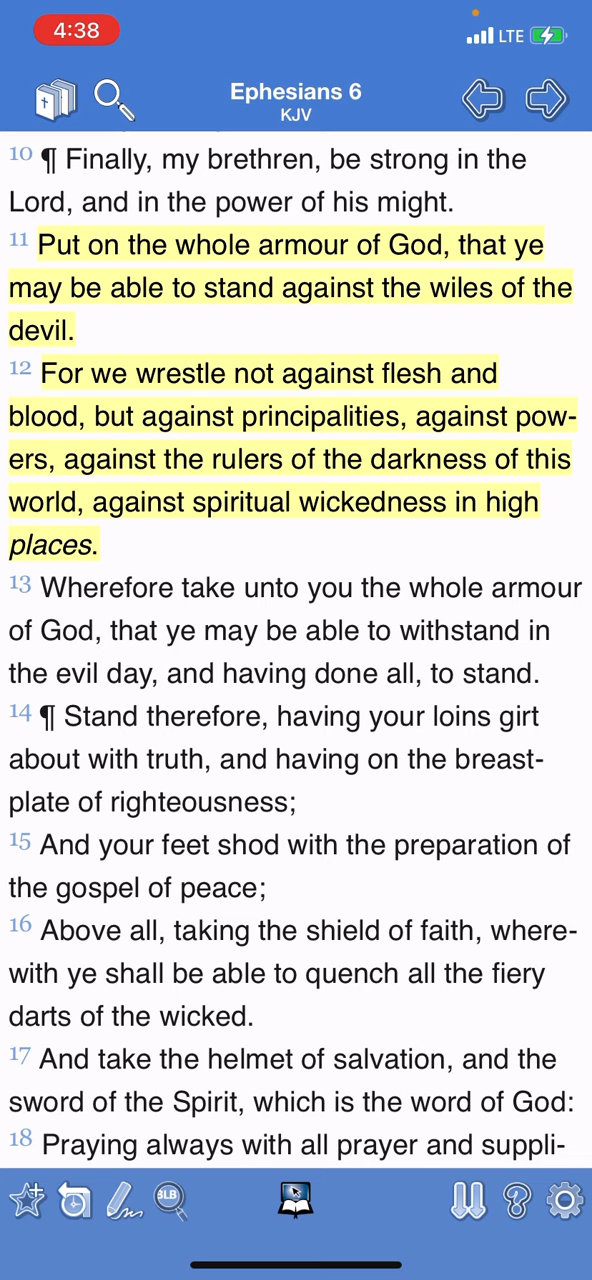 4:38
LTE
Ephesians 6
KJV
10 ¶ Finally, my brethren, be strong in the
Lord, and in the power of his might.
11 Put on the whole armour of God, that ye
may be able to stand against the wiles of the
devil.
12 For we wrestle not against flesh and
blood, but against principalities, against pow-
ers, against the rulers of the darkness of this
world, against spiritual wickedness in high
places.
13 Wherefore take unto you the whole armour
of God, that ye may be able to withstand in
the evil day, and having done all, to stand.
14 ¶ Stand therefore, having your loins girt
about with truth, and having on the breast-
plate of righteousness;
15 And your feet shod with the preparation of
the gospel of peace;
16 Above all, taking the shield of faith, where-
with ye shall be able to quench all the fiery
darts of the wicked.
17 And take the helmet of salvation, and the
sword of the Spirit, which is the word of God:
18 Praying always with all prayer and suppli-
BLB